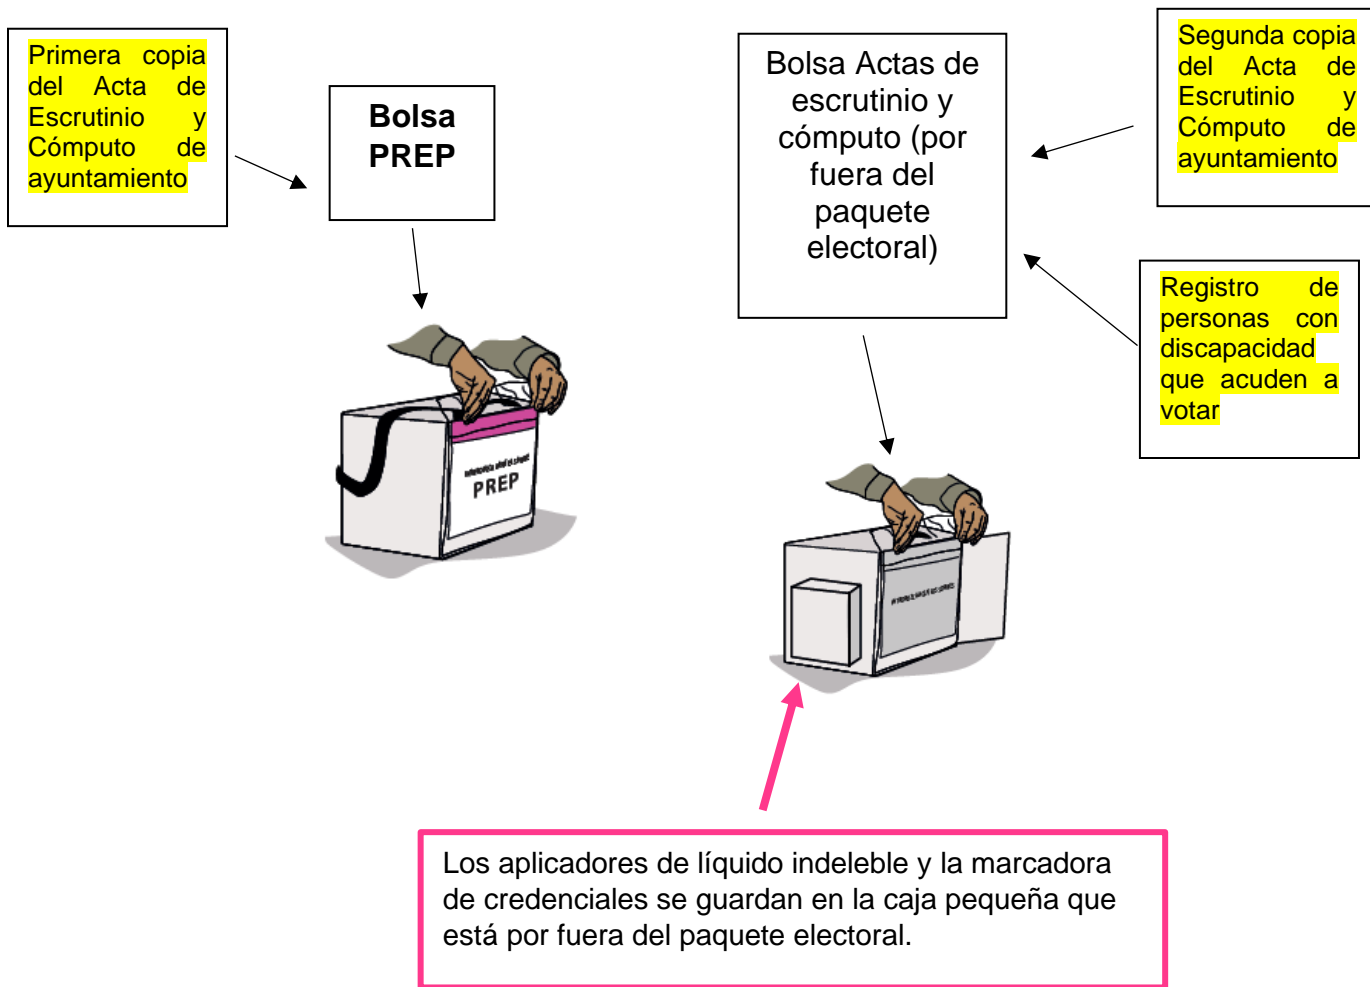 Primera copia
del Acta de
Escrutinio y
Cómputo de
ayuntamiento
Bolsa
PREP
Bolsa Actas de
escrutinio y
cómputo (por
fuera del
paquete
electoral)
Segunda copia
del Acta de
Escrutinio y
Cómputo de
ayuntamiento
Registro de
personas con
discapacidad
que acuden a
votar
PREP
Los aplicadores de líquido indeleble y la marcadora
de credenciales se guardan en la caja pequeña que
está por fuera del paquete electoral.